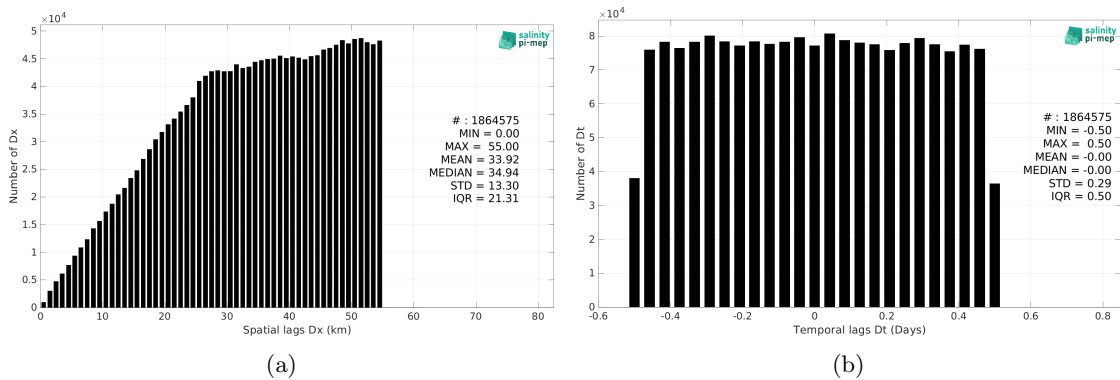 ×10⁴
5
4.5
4
3.5
3
2.5
2
1.5
1
0.5
0
Number of Dx
0 10 20 30 40 50 60 70 80
Spatial lags Dx (km)
salinity
pi-mep
# : 1864575
MIN = 0.00
MAX = 55.00
MEAN = 33.92
MEDIAN = 34.94
STD = 13.30
IQR = 21.31
(a)
×10⁴
8
7
6
5
4
3
2
1
0
Number of Dt
-0.6 -0.4 -0.2 0 0.2 0.4 0.6 0.8
Temporal lags Dt (Days)
salinity
pi-mep
# : 1864575
MIN = -0.50
MAX = 0.50
MEAN = -0.00
MEDIAN = -0.00
STD = 0.29
IQR = 0.50
(b)